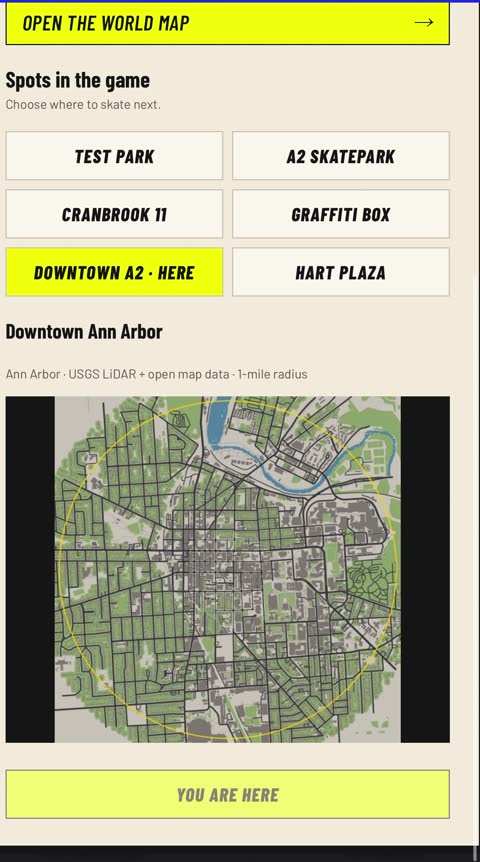 OPEN THE WORLD MAP →
Spots in the game
Choose where to skate next.
TEST PARK
A2 SKATEPARK
CRANBROOK 11
GRAFFITI BOX
DOWNTOWN A2 · HERE
HART PLAZA
Downtown Ann Arbor
Ann Arbor · USGS LiDAR + open map data · 1-mile radius
YOU ARE HERE